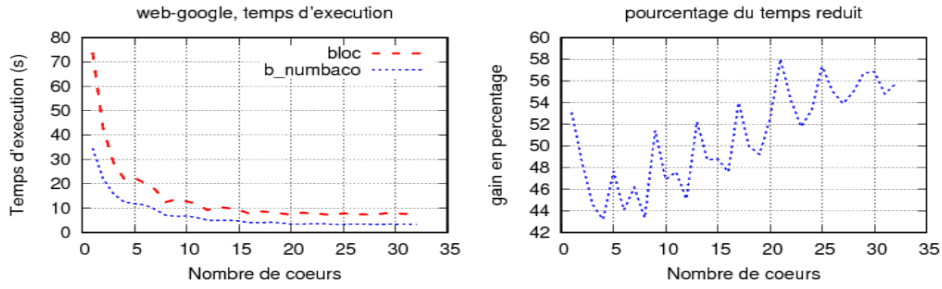 web-google, temps d'execution
Temps d'execution (s)
80
70
60
50
40
30
20
10
0
bloc
b_numbaco
0 5 10 15 20 25 30 35
Nombre de coeurs
pourcentage du temps reduit
gain en percentage
60
58
56
54
52
50
48
46
44
42
0 5 10 15 20 25 30 35
Nombre de coeurs